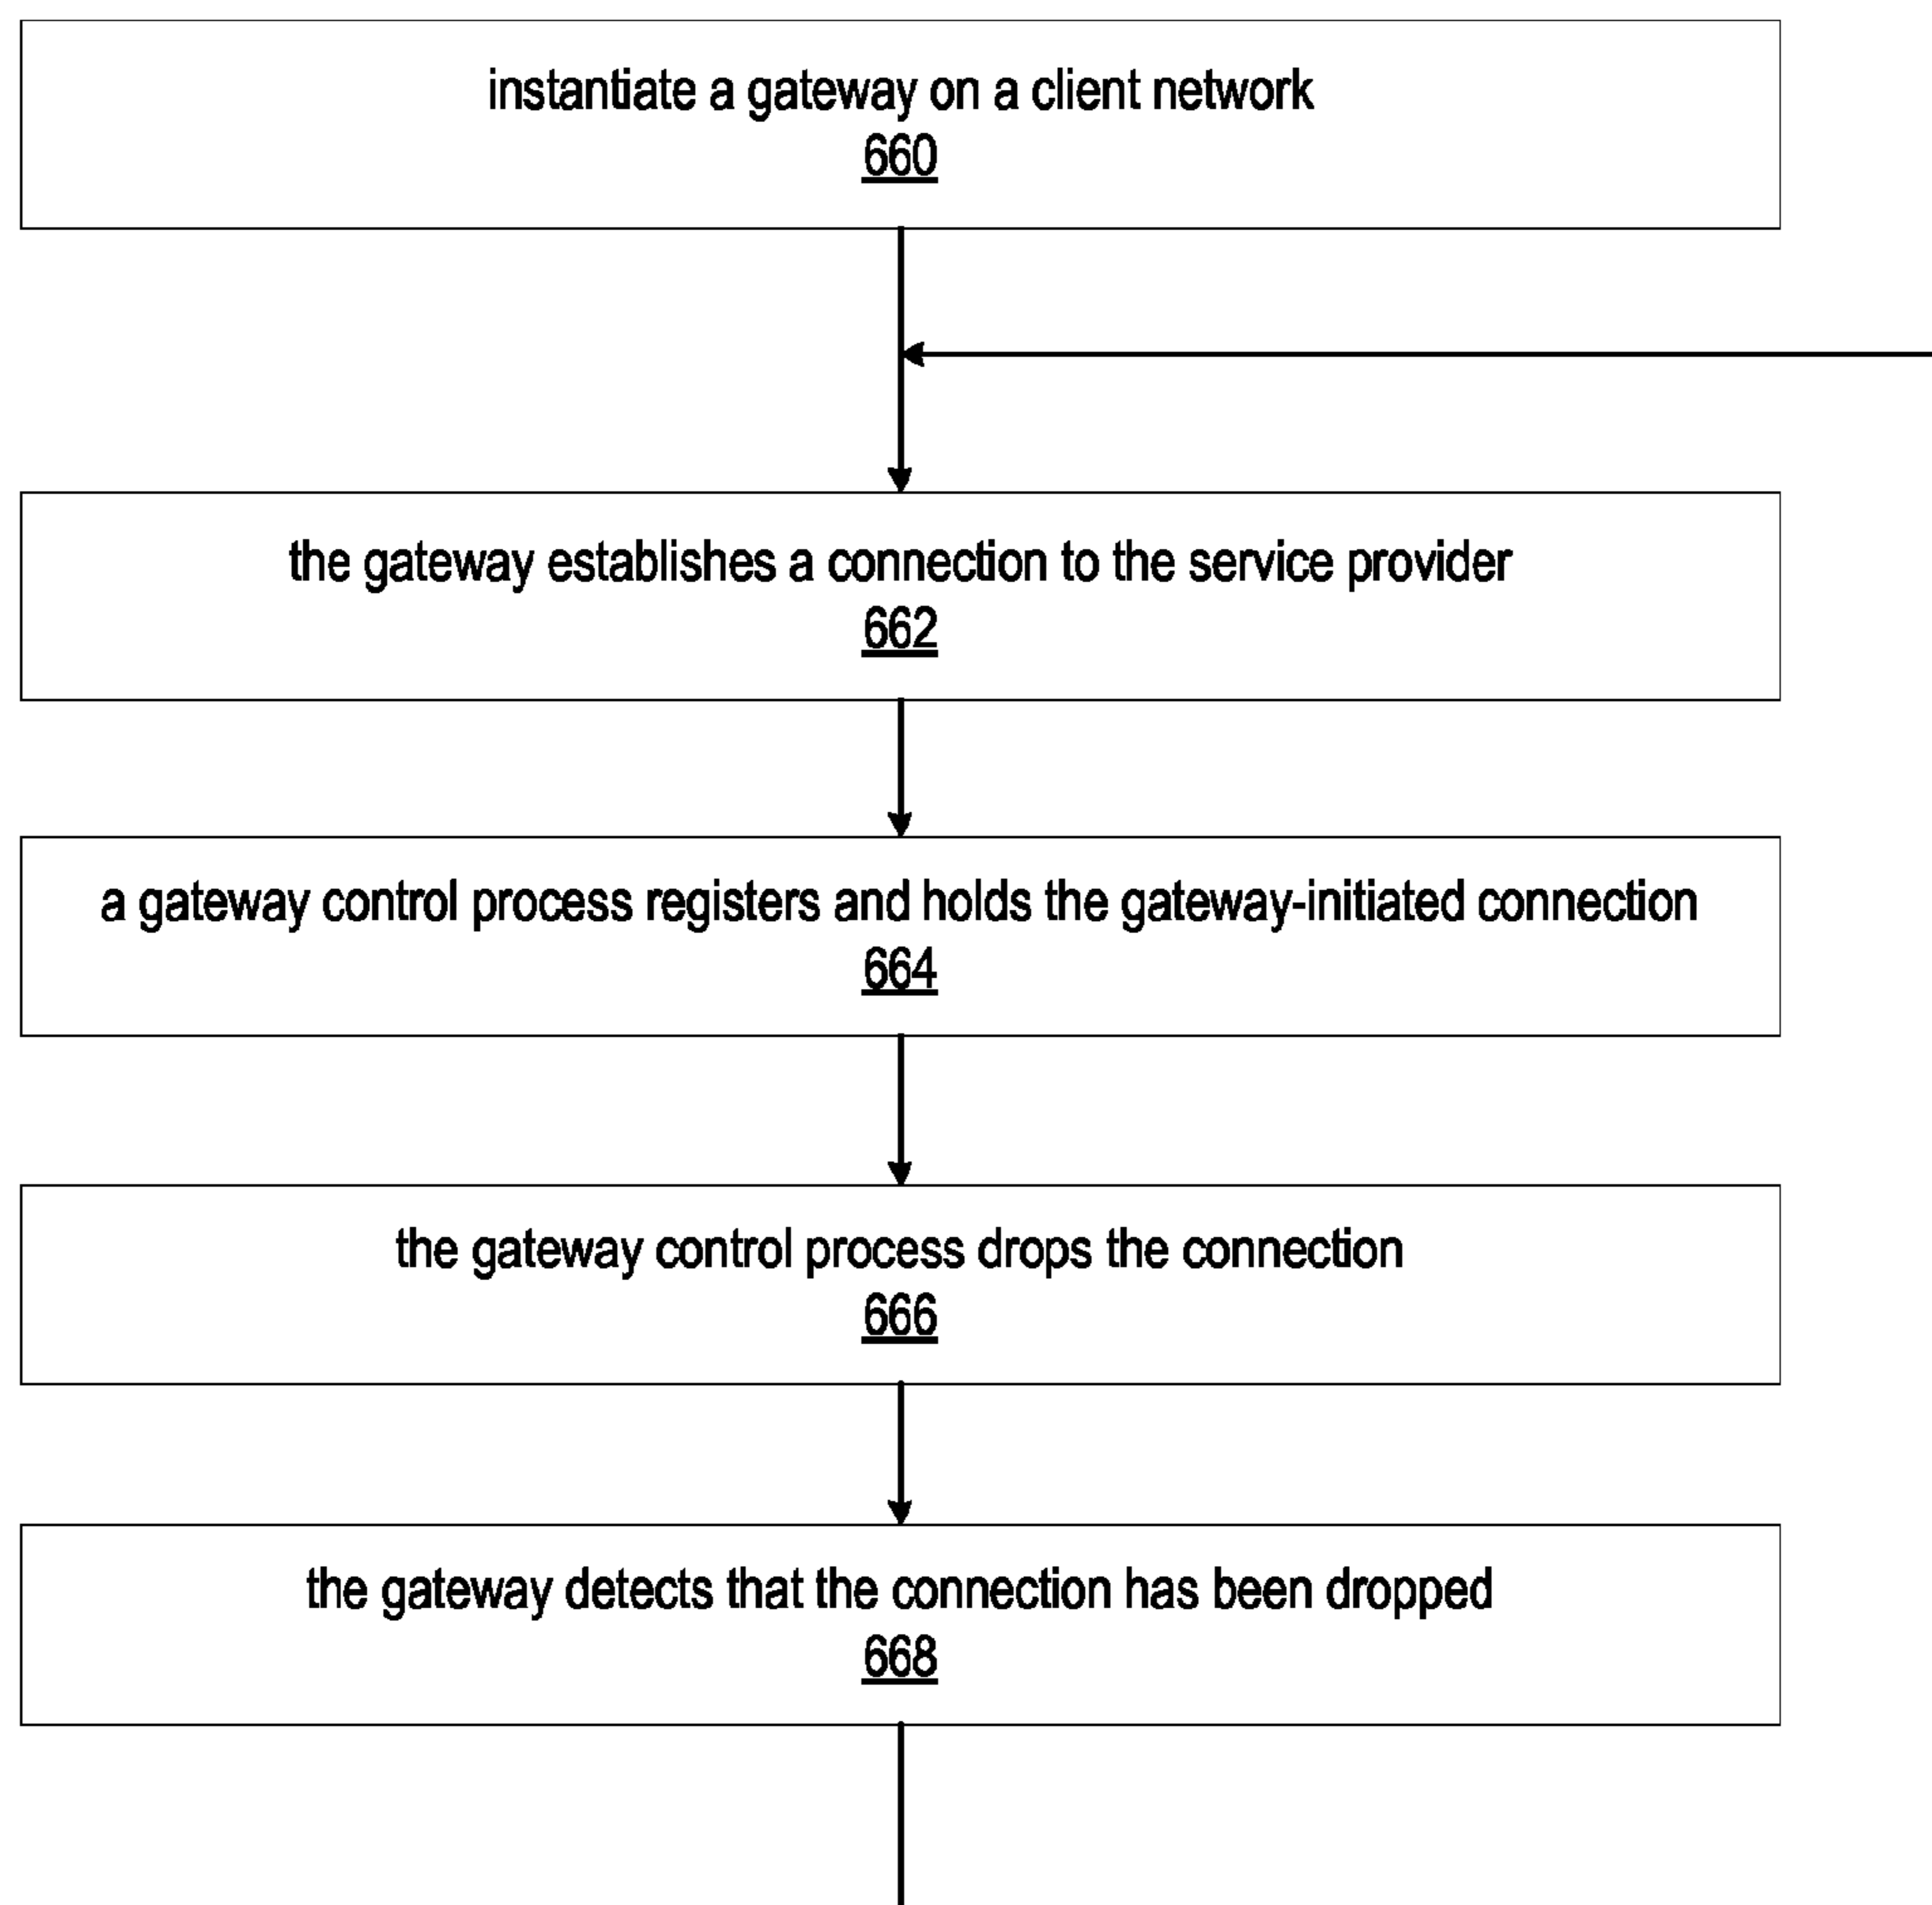 instantiate a gateway on a client network
660
the gateway establishes a connection to the service provider
662
a gateway control process registers and holds the gateway-initiated connection
664
the gateway control process drops the connection
666
the gateway detects that the connection has been dropped
668